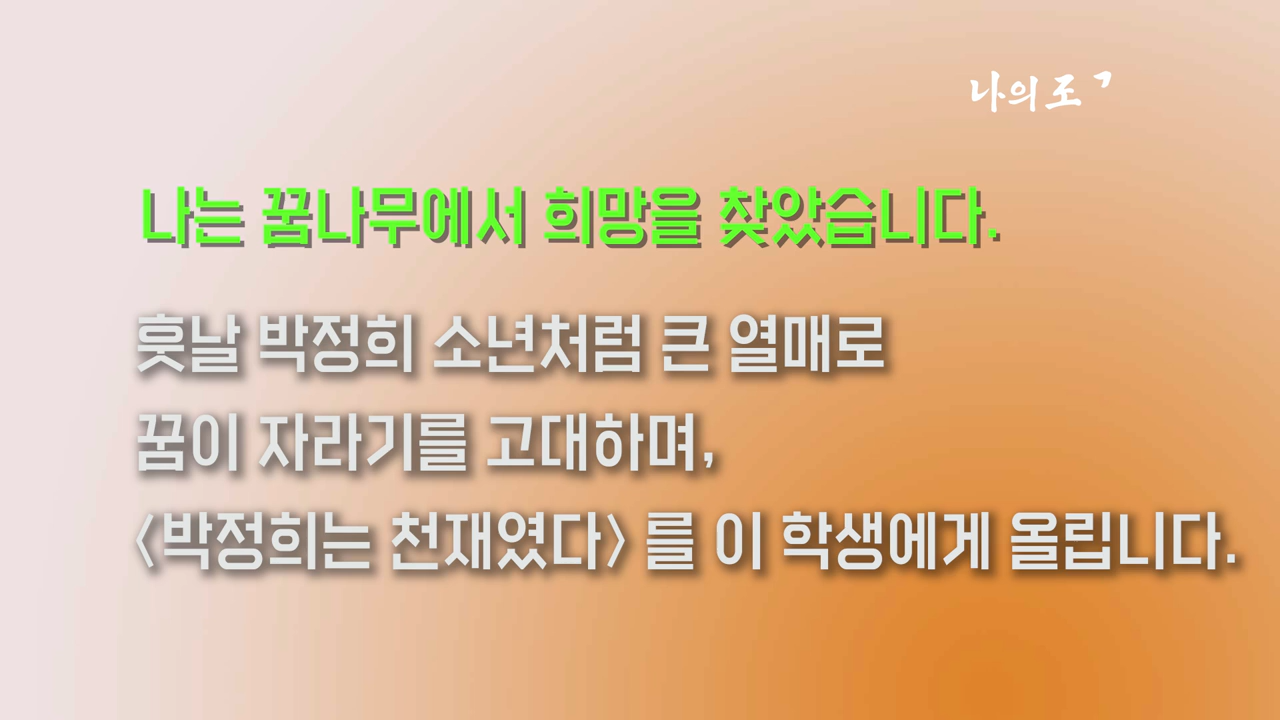 나의
나는 꿈나무에서 희망을 찾았습니다.
훗날 박정희 소년처럼 큰 열매로
꿈이 자라기를 고대하며,
<박정희는 천재였다> 를 이 학생에게 올립니다.